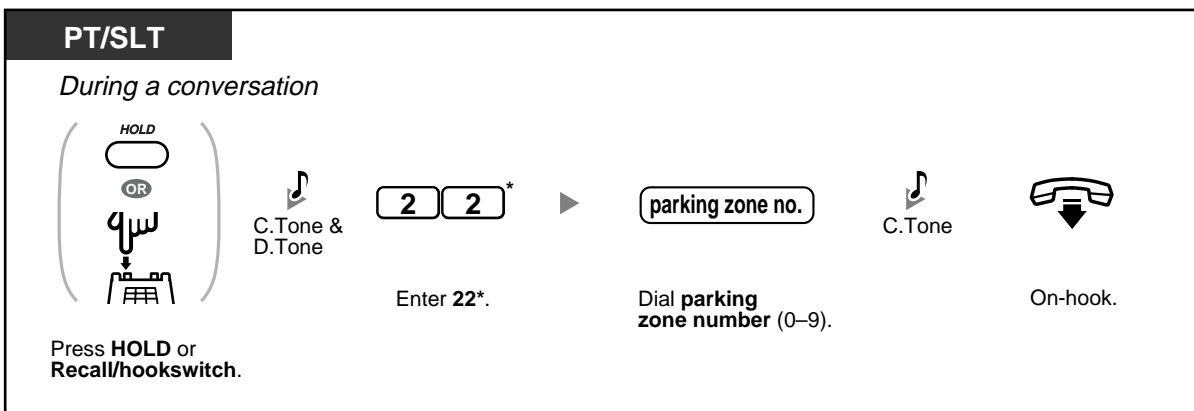 PT/SLT
During a conversation
HOLD
OR
C.Tone &
D.Tone
2 2*
parking zone no.
C.Tone
Press HOLD or
Recall/hookswitch.
Enter 22*.
Dial parking
zone number (0–9).
On-hook.